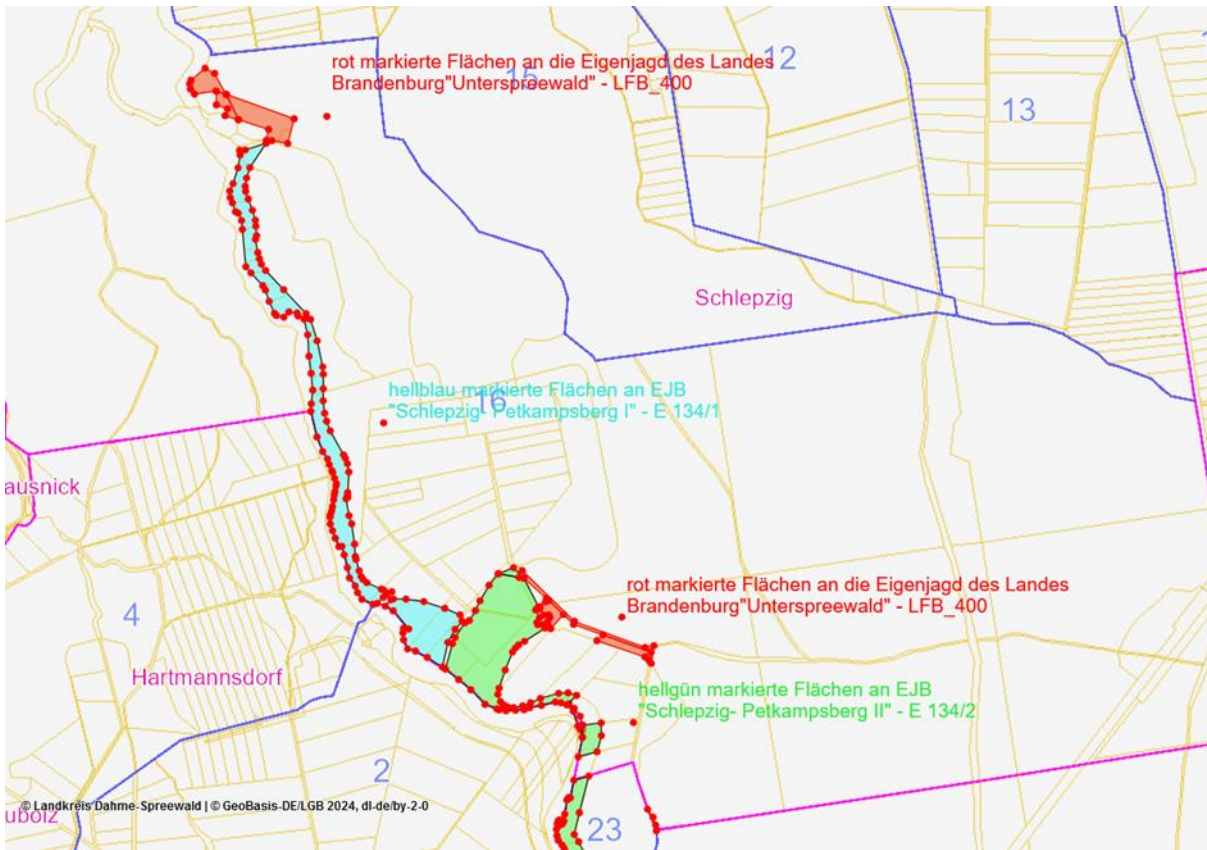 12
rot markierte Flächen an die Eigenjagd des Landes
15
Brandenburg"Unterspreewald" - LFB_400
13
Schlepzig
hellblau markierte Flächen an EJB
16
"Schlepzig- Petkampsberg I" - E 134/1
ausnick
rot markierte Flächen an die Eigenjagd des Landes
Brandenburg"Unterspreewald" - LFB_400
4
Hartmannsdorf
hellgün markierte Flächen an EJB
"Schlepzig- Petkampsberg II" - E 134/2
2
© Landkreis Dahme-Spreewald | © GeoBasis-DE/LGB 2024, dl-de/by-2-0
ubolz
23